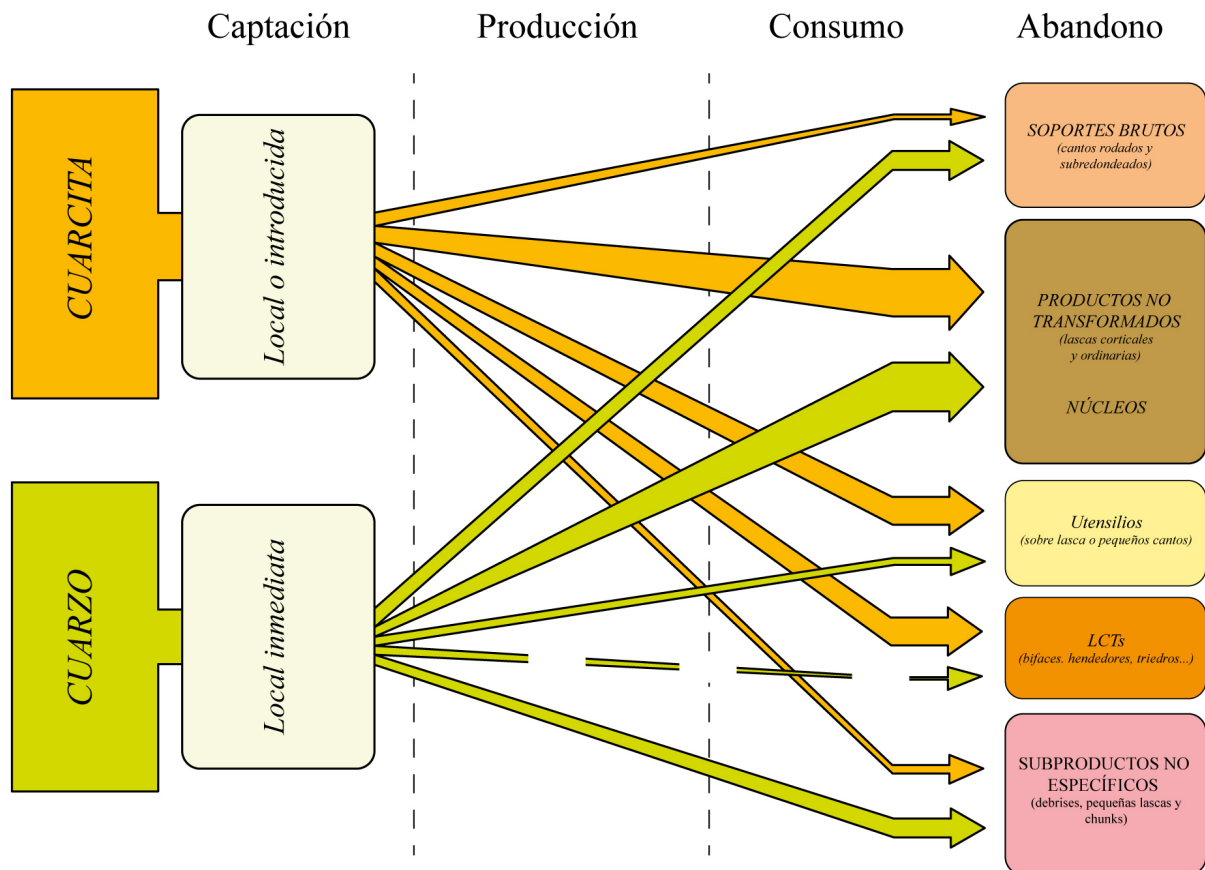 Captación
Producción
Consumo
Abandono
CUARCITA
Local o introducida
SOPORTES BRUTOS
(cantos rodados y
subredondeados)
PRODUCTOS NO
TRANSFORMADOS
(lascas corticales
y ordinarias)
NÚCLEOS
CUARZO
Local inmediata
Utensilios
(sobre lasca o pequeños cantos)
LCTs
(bifaces. hendedores, triedros...)
SUBPRODUCTOS NO
ESPECÍFICOS
(debrises, pequeñas lascas y
chunks)